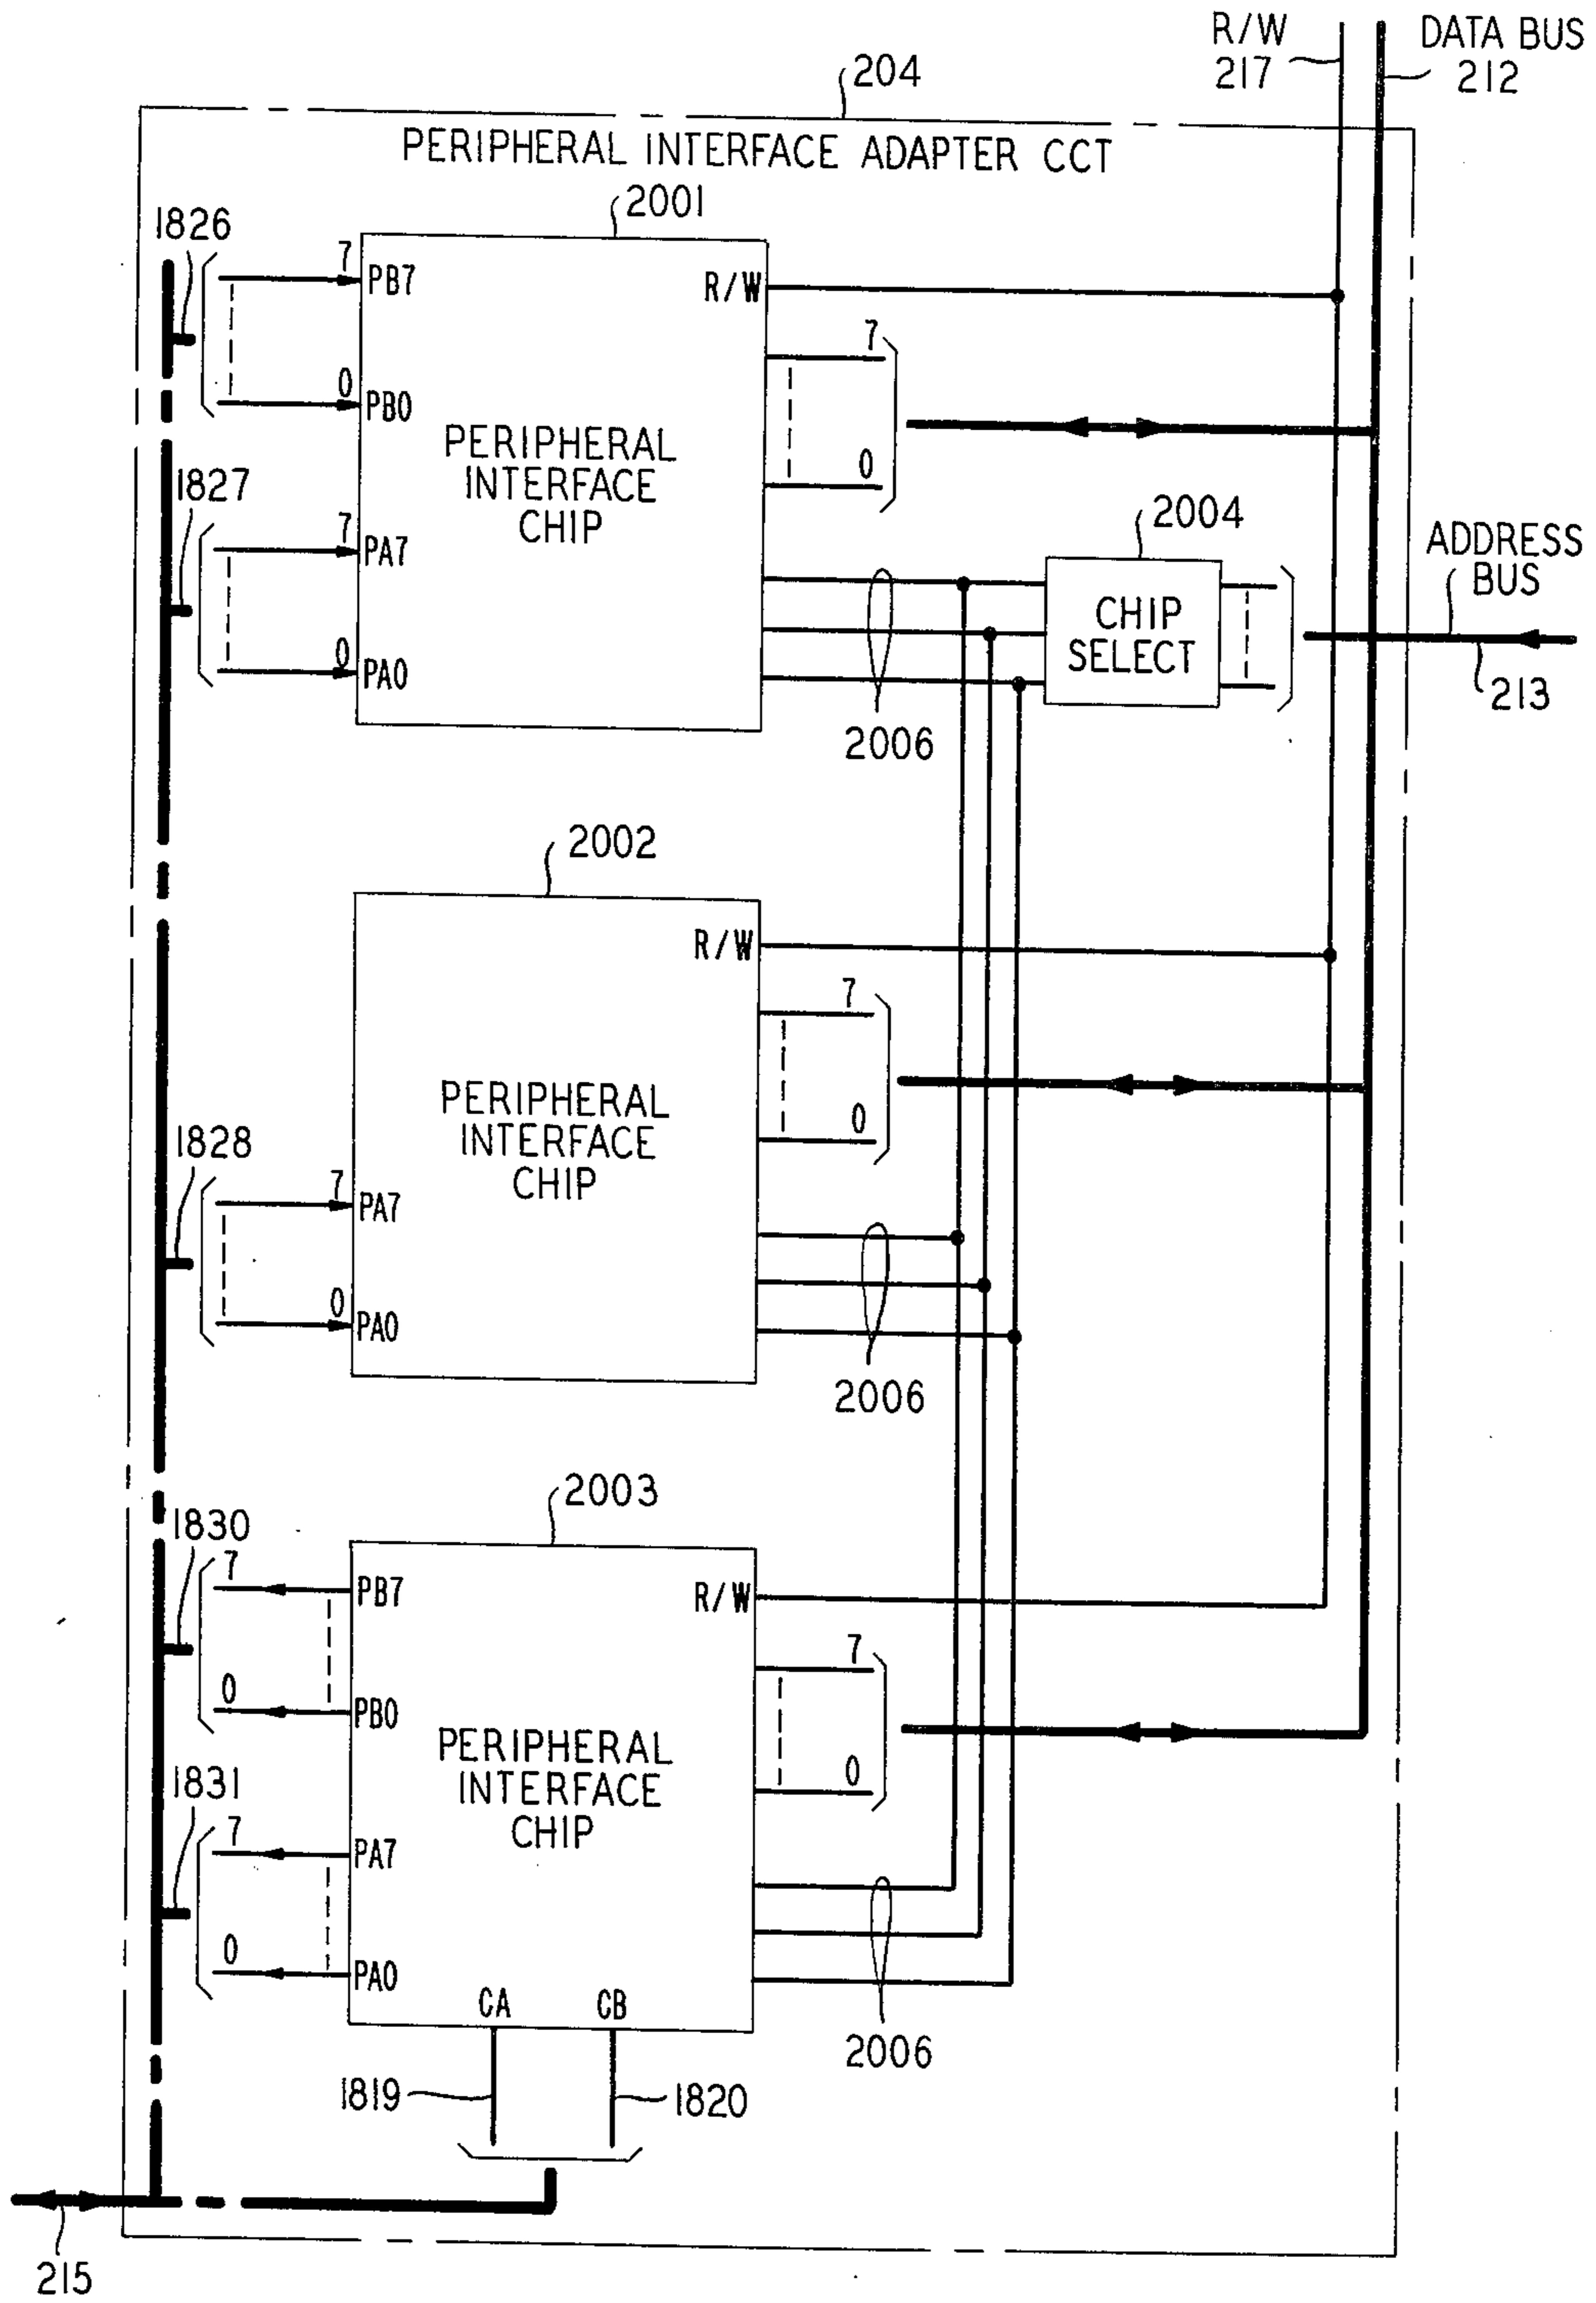 R/W
217
DATA BUS
212
204
PERIPHERAL INTERFACE ADAPTER CCT
2001
1826
7
PB7
R/W
7
0
PB0
PERIPHERAL
INTERFACE
CHIP
0
1827
7
PA7
2004
ADDRESS
BUS
CHIP
SELECT
0
PA0
213
2006
2002
R/W
7
PERIPHERAL
INTERFACE
CHIP
0
1828
7
PA7
0
PA0
2006
2003
1830
7
PB7
R/W
7
0
PB0
PERIPHERAL
INTERFACE
CHIP
0
1831
7
PA7
0
PA0
CA
CB
2006
1819
1820
215